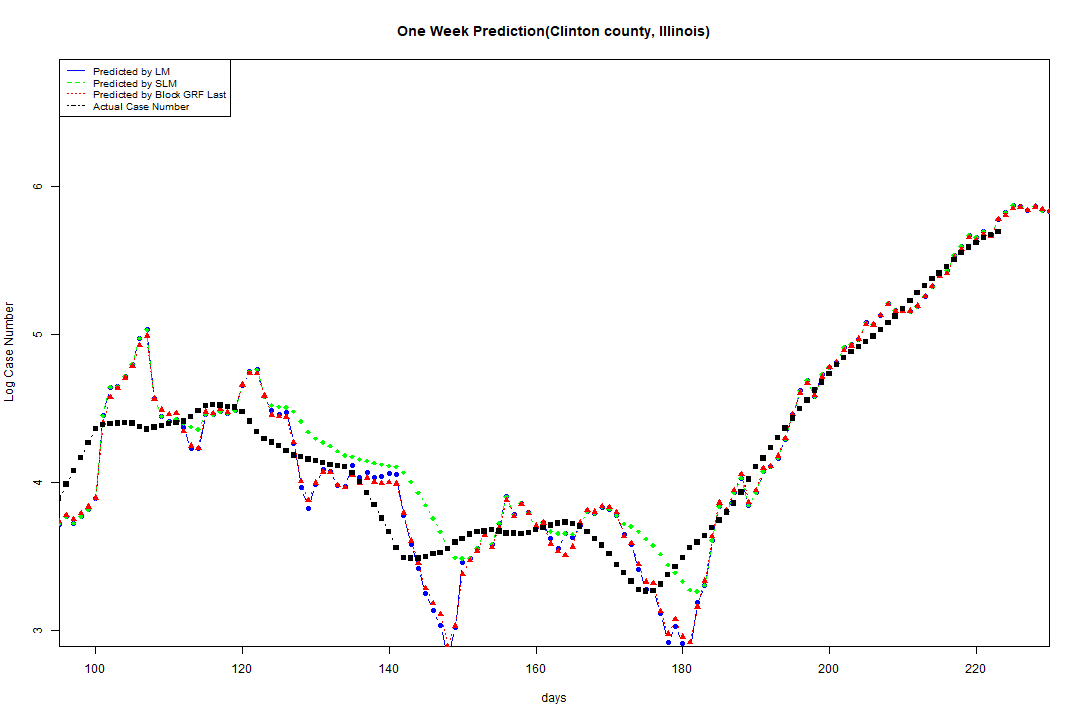 One Week Prediction(Clinton county, Illinois)
Predicted by LM
Predicted by SLM
Predicted by Block GRF Last
Actual Case Number
6
5
4
3
Log Case Number
100 120 140 160 180 200 220
days